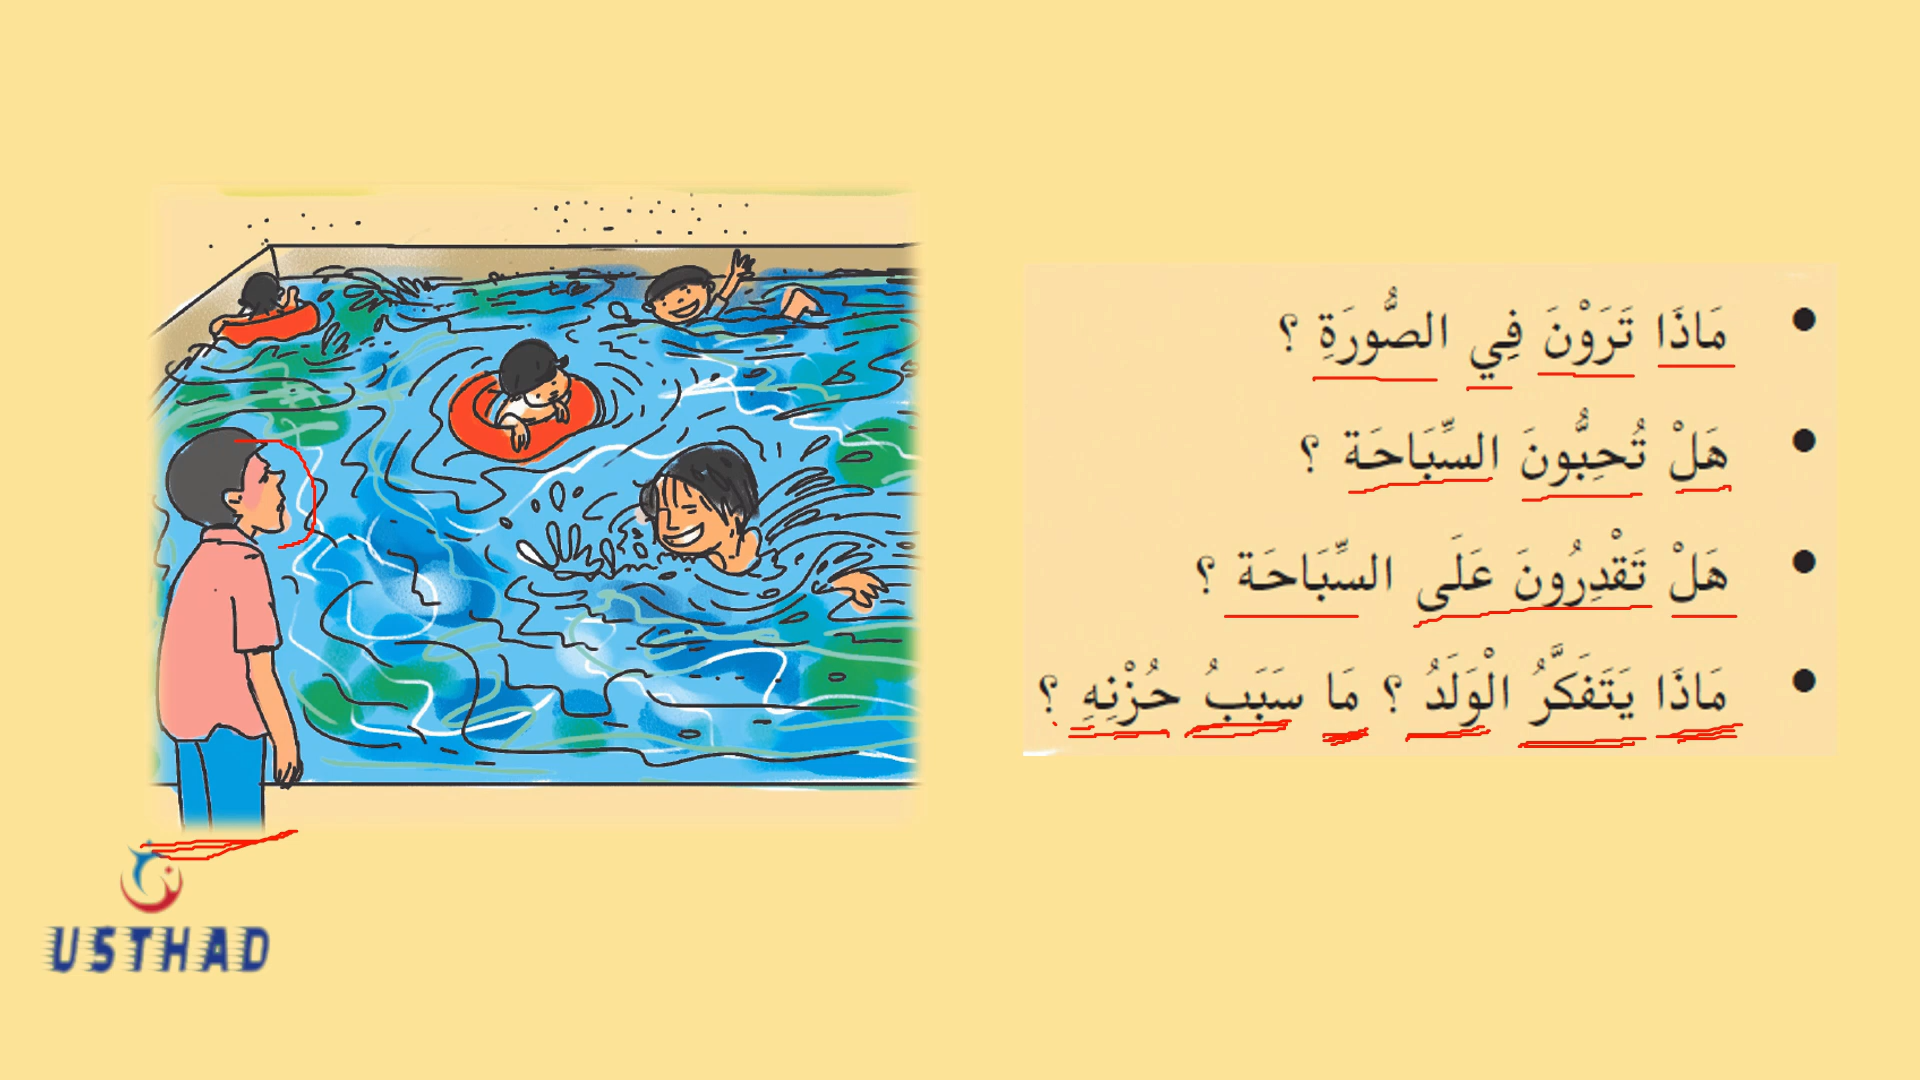 • مَاذَا تَرَوْنَ فِي الصُّورَةِ ؟
• هَلْ تُحِبُّونَ السِّبَاحَة ؟
• هَلْ تَقْدِرُونَ عَلَى السِّبَاحَة ؟
• مَاذَا يَتَفَكَّرُ الْوَلَدُ ؟ مَا سَبَبُ حُزْنِهِ ؟
USTHAD